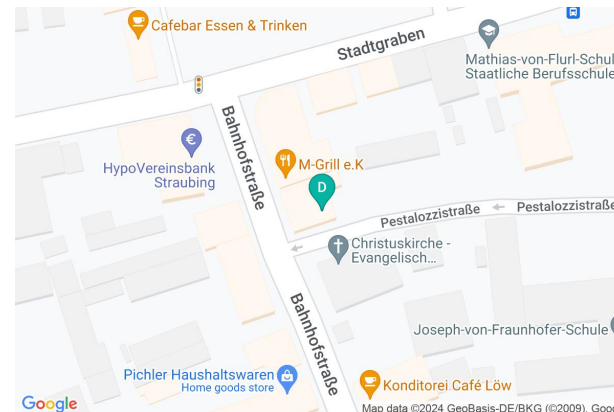 Cafebar Essen & Trinken
Stadtgraben
Mathias-von-Flurl-Schul
Staatliche Berufsschule
HypoVereinsbank
Straubing
Bahnhofstraße
M-Grill e.K
D
Pestalozzistraße
Pestalozzistraße
Christuskirche -
Evangelisch...
Bahnhofstraße
Joseph-von-Fraunhofer-Schule
Pichler Haushaltswaren
Home goods store
Konditorei Café Löw
Google
Map data ©2024 GeoBasis-DE/BKG (©2009), Goo